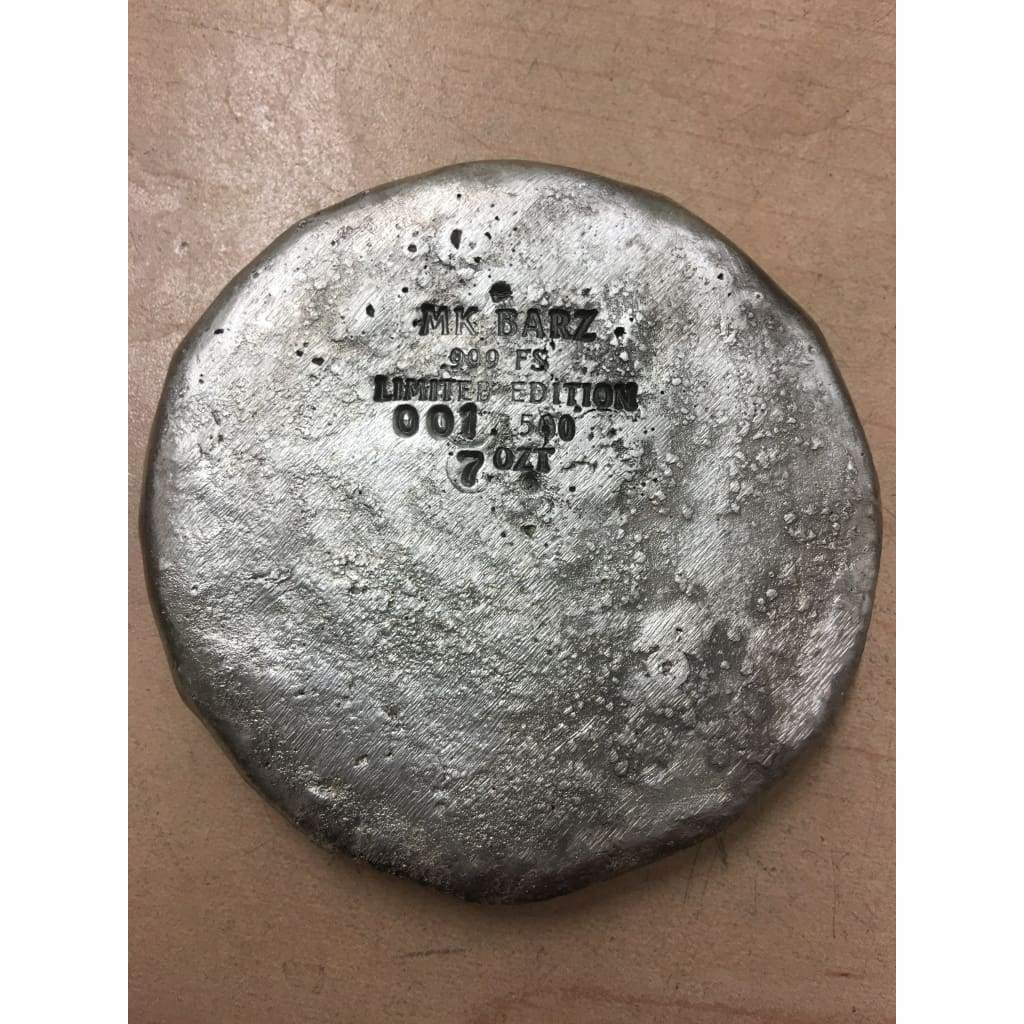 MK BARZ
999 FS
LIMITED EDITION
001 / 500
7 OZT